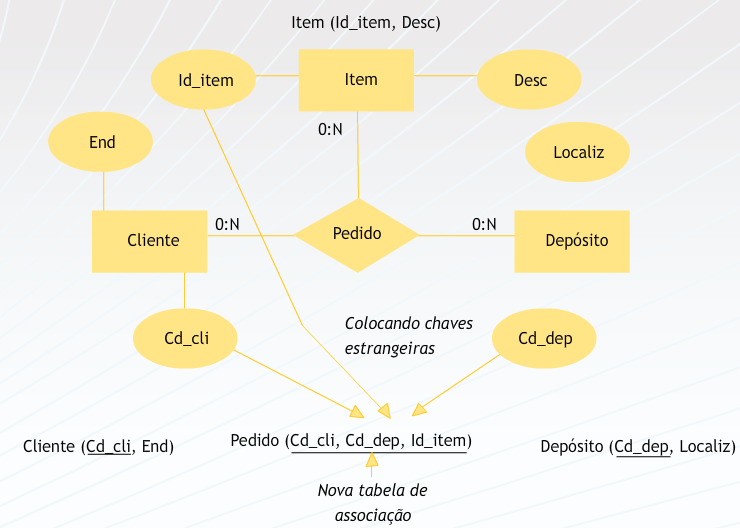 Item (Id_item, Desc)
Id_item
Item
Desc
0:N
End
Localiz
Cliente
0:N
Pedido
0:N
Depósito
Colocando chaves
estrangeiras
Cd_cli
Cd_dep
Cliente (Cd_cli, End)
Pedido (Cd_cli, Cd_dep, Id_item)
Depósito (Cd_dep, Localiz)
Nova tabela de
associação